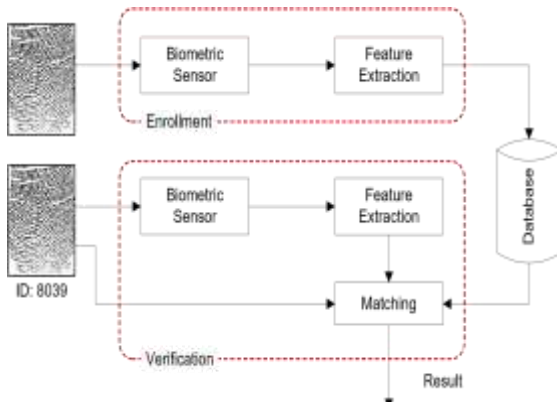 Biometric
Sensor
Feature
Extraction
Enrollment
Database
Biometric
Sensor
Feature
Extraction
ID: 8039
Matching
Verification
Result